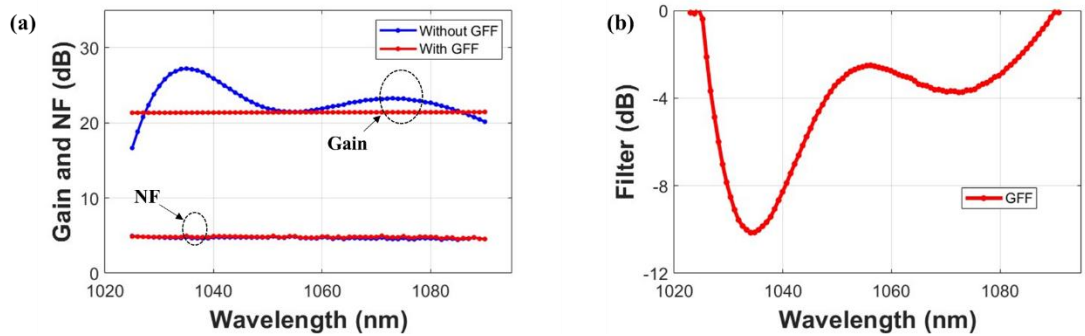 (a)
Gain and NF (dB)
30
20
10
0
Without GFF
With GFF
Gain
NF
1020
1040
1060
1080
Wavelength (nm)
(b)
Filter (dB)
0
-4
-8
-12
GFF
1020
1040
1060
1080
Wavelength (nm)